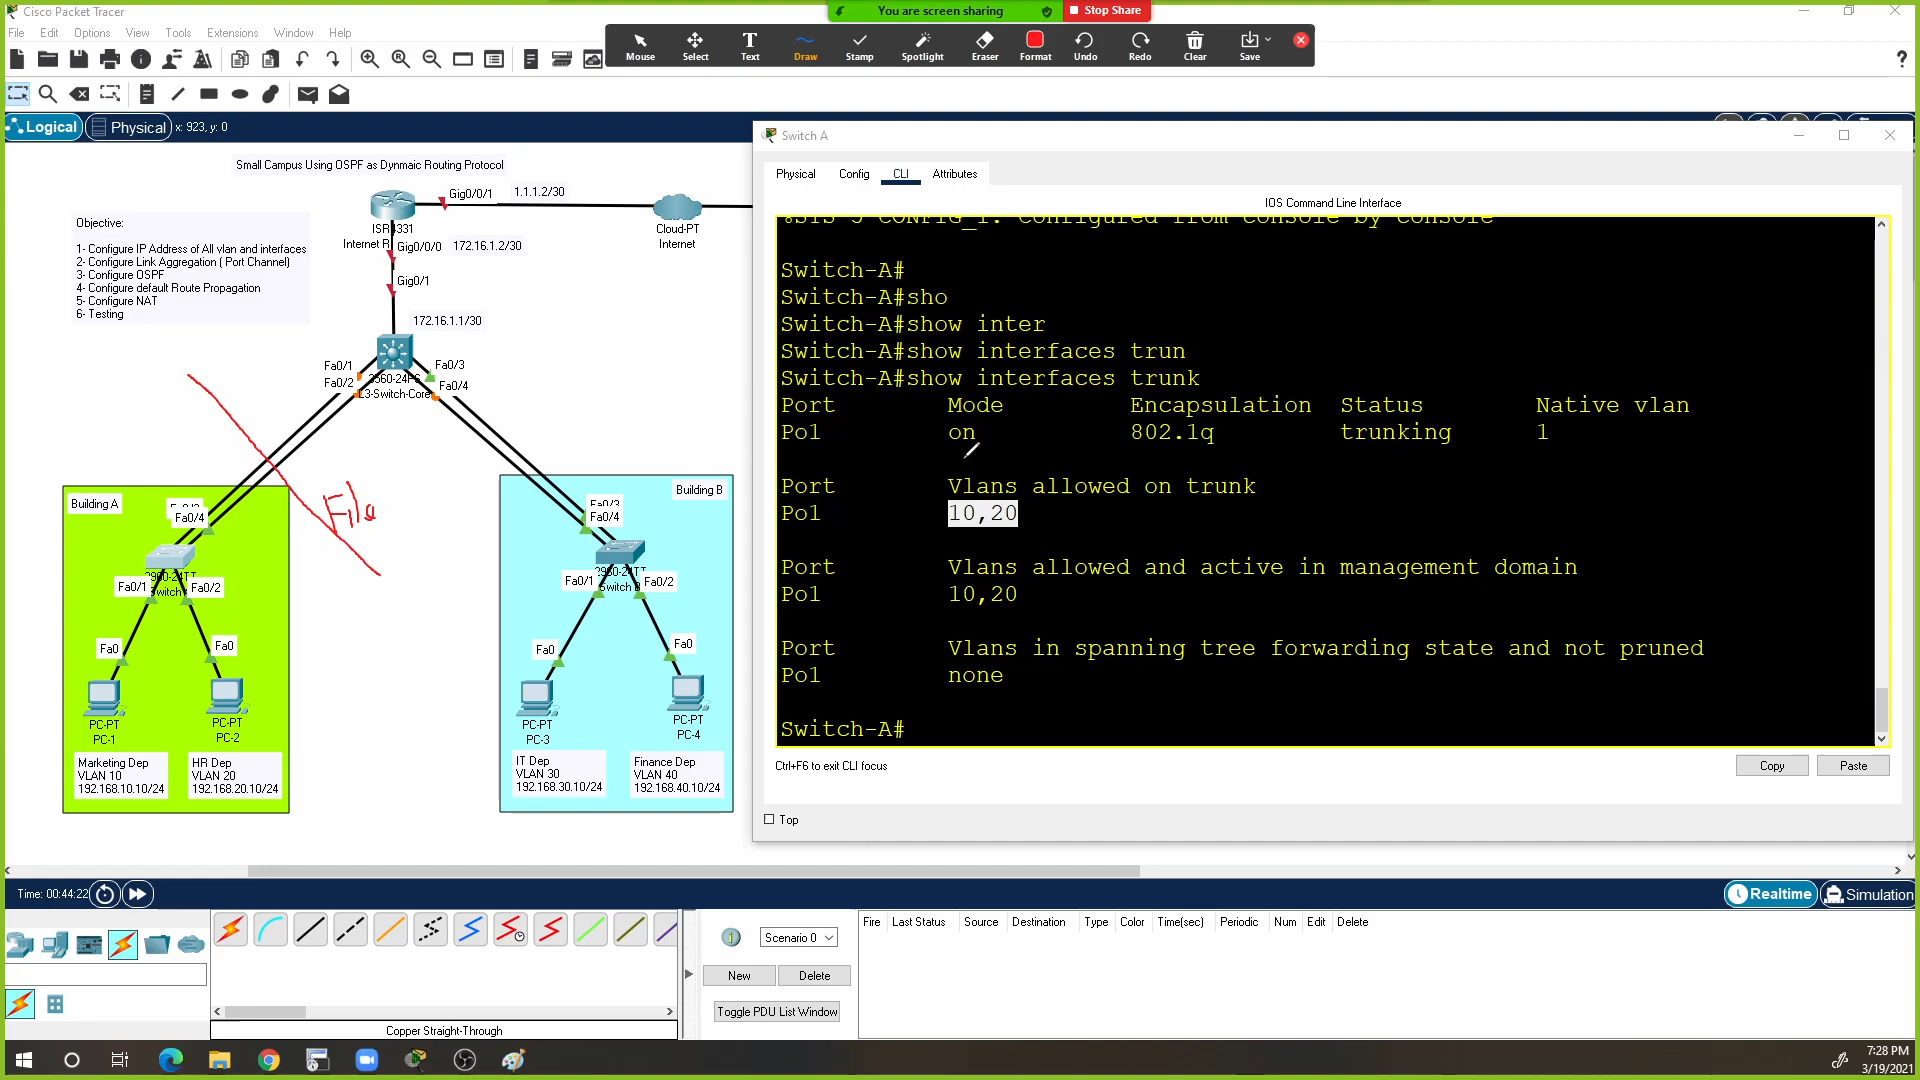 Cisco Packet Tracer
You are screen sharing
Stop Share
File Edit Options View Tools Extensions Window Help
Mouse Select Text Draw Stamp Spotlight Eraser Format Undo Redo Clear Save
Logical Physical x: 923, y: 0
Small Campus Using OSPF as Dynmaic Routing Protocol
Objective:
1- Configure IP Address of All vlan and interfaces
2- Configure Link Aggregation ( Port Channel)
3- Configure OSPF
4- Configure default Route Propagation
5- Configure NAT
6- Testing
Gig0/0/1
1.1.1.2/30
Internet R
Gig0/0/0
172.16.1.2/30
Cloud-PT
Internet
Gig0/1
172.16.1.1/30
Fa0/1
Fa0/2
Fa0/3
Fa0/4
3560-24PS
L3-Switch-Core
Building A
Fa0/4
Fa0/1
Fa0/2
Fa0
Fa0
PC-PT
PC-1
PC-PT
PC-2
Marketing Dep
VLAN 10
192.168.10.10/24
HR Dep
VLAN 20
192.168.20.10/24
Building B
Fa0/3
Fa0/4
Fa0/1
Fa0/2
Switch B
Fa0
Fa0
PC-PT
PC-3
PC-PT
PC-4
IT Dep
VLAN 30
192.168.30.10/24
Finance Dep
VLAN 40
192.168.40.10/24
Switch A
Physical Config CLI Attributes
IOS Command Line Interface
%SYS-5-CONFIG_I: Configured from console by console
Switch-A#
Switch-A#sho
Switch-A#show inter
Switch-A#show interfaces trun
Switch-A#show interfaces trunk
Port Mode Encapsulation Status Native vlan
Po1 on 802.1q trunking 1
Port Vlans allowed on trunk
Po1 10,20
Port Vlans allowed and active in management domain
Po1 10,20
Port Vlans in spanning tree forwarding state and not pruned
Po1 none
Switch-A#
Ctrl+F6 to exit CLI focus
Copy Paste
Top
Time: 00:44:22
Realtime Simulation
Scenario 0
New Delete
Toggle PDU List Window
Fire Last Status Source Destination Type Color Time(sec) Periodic Num Edit Delete
Copper Straight-Through
7:28 PM
3/19/2021